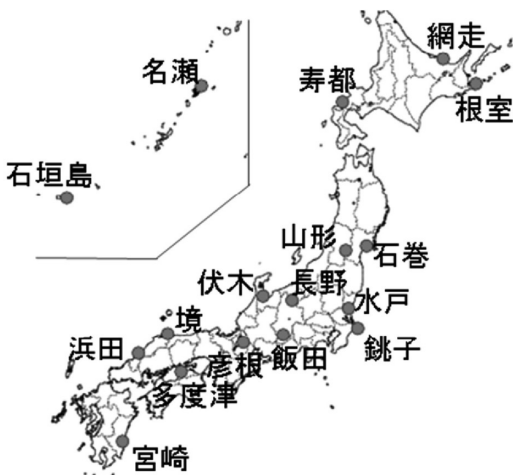 網走
名瀬
寿都
根室
石垣島
山形
石巻
伏木
長野
水戸
境
浜田
銚子
彦根
飯田
多度津
宮崎